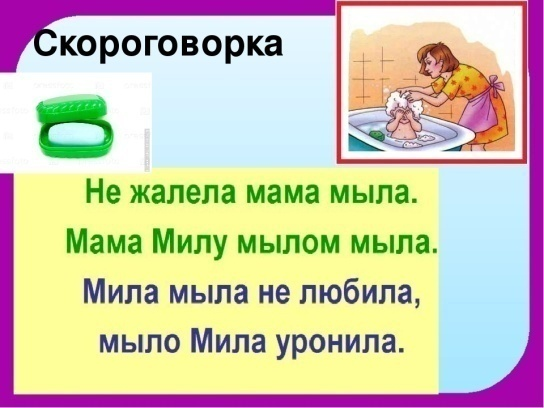 Скороговорка
Не жалела мама мыла.
Мама Милу мылом мыла.
Мила мыла не любила,
мыло Мила уронила.